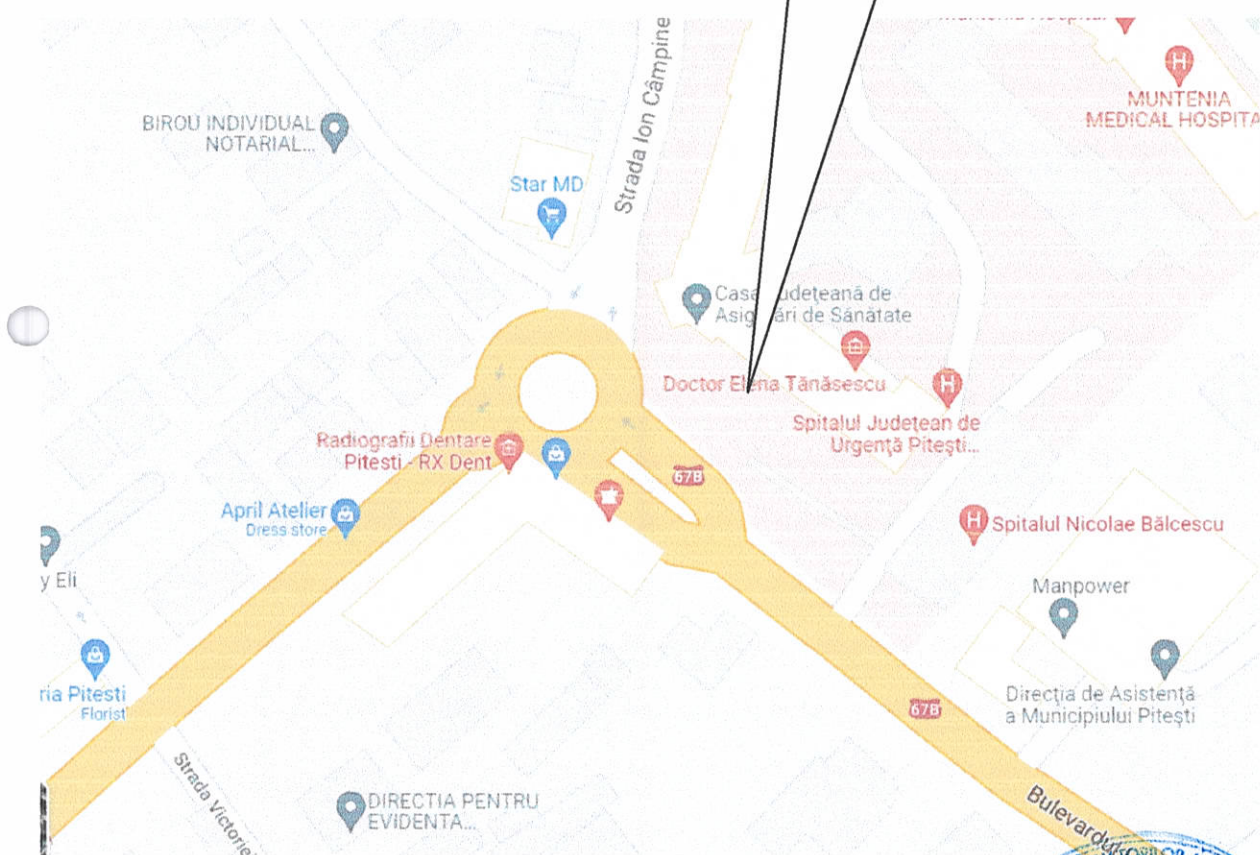 Strada Ion Câmpine
MUNTENIA
MEDICAL HOSPITA
BIROU INDIVIDUAL
NOTARIAL...
Star MD
Casa Județeană de
Asigurări de Sănătate
Doctor Elena Tănăsescu
Spitalul Județean de
Urgență Pitești...
Radiografii Dentare
Pitesti - RX Dent
67B
April Atelier
Dress store
Spitalul Nicolae Bălcescu
y Eli
Manpower
ria Pitesti
Florist
Direcția de Asistență
a Municipiului Pitești
67B
Strada Victoriei
DIRECTIA PENTRU
EVIDENTA...
Bulevardul